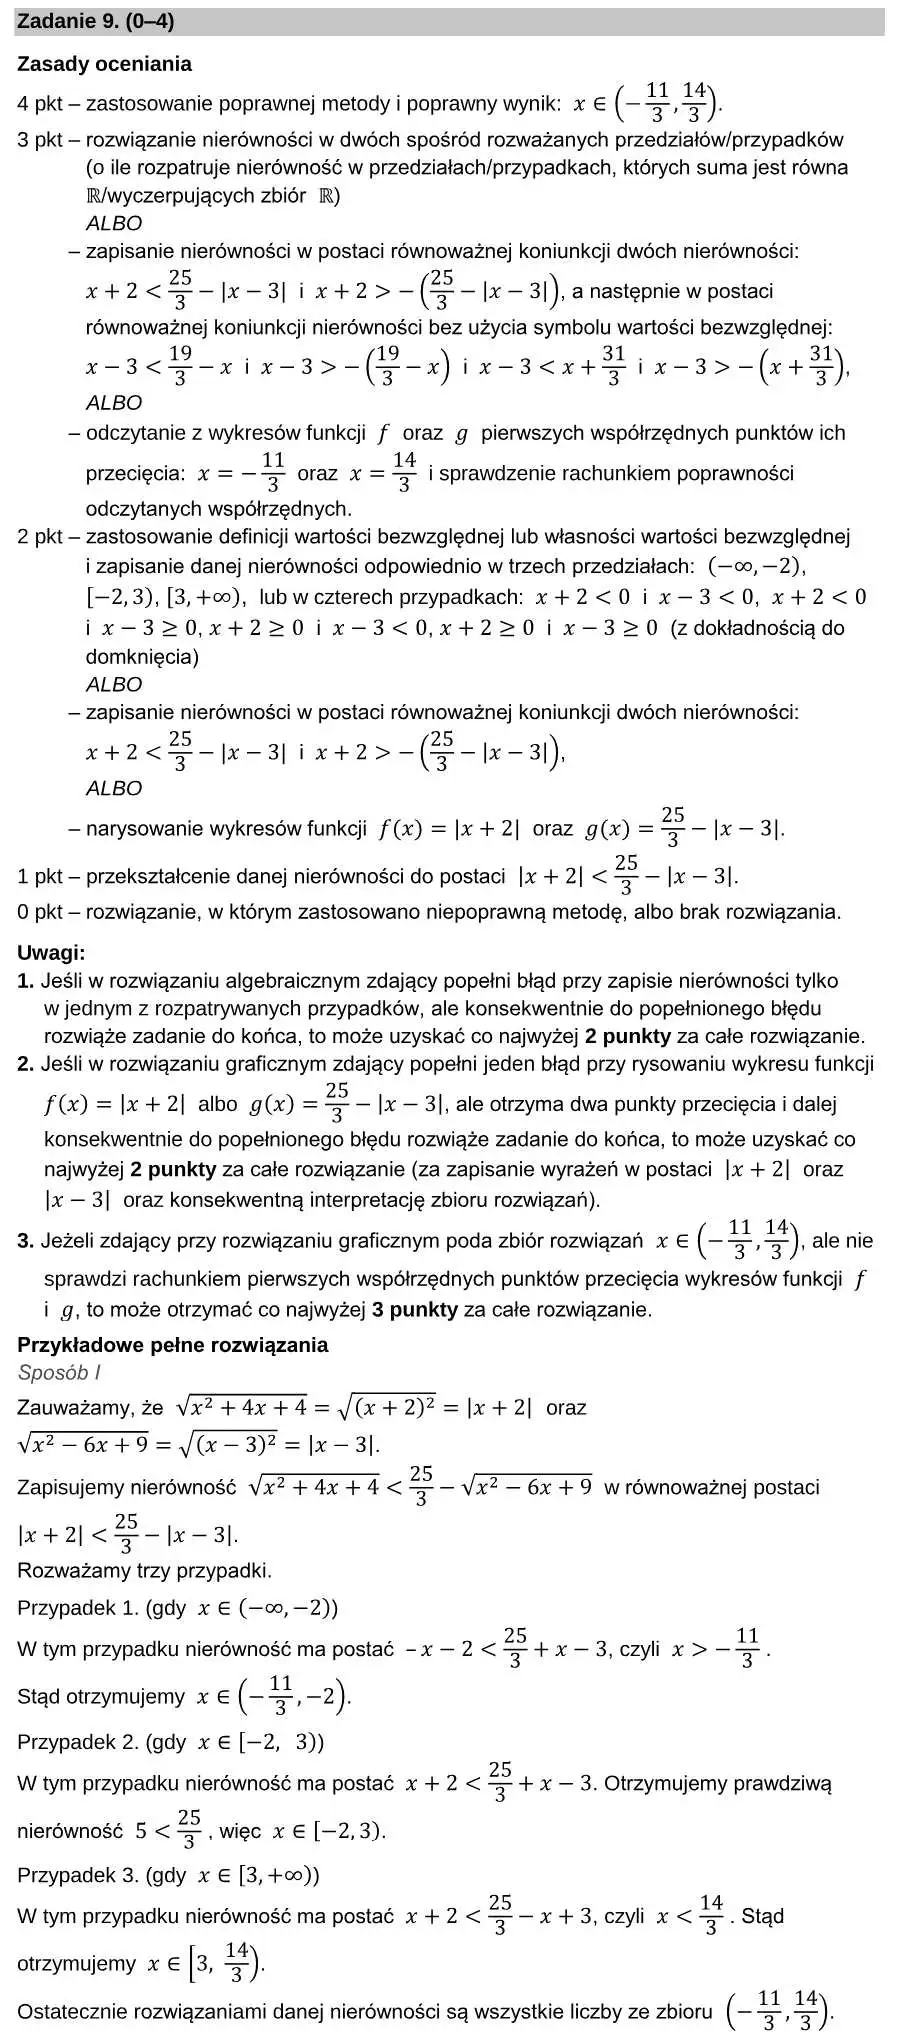 Zadanie 9. (0–4)
Zasady oceniania
4 pkt – zastosowanie poprawnej metody i poprawny wynik: x ∈ (−11/3, 14/3).
3 pkt – rozwiązanie nierówności w dwóch spośród rozważanych przedziałów/przypadków
(o ile rozpatruje nierówność w przedziałach/przypadkach, których suma jest równa
ℝ/wyczerpujących zbiór ℝ)
ALBO
– zapisanie nierówności w postaci równoważnej koniunkcji dwóch nierówności:
x + 2 < 25/3 − |x − 3| i x + 2 > −(25/3 − |x − 3|), a następnie w postaci
równoważnej koniunkcji nierówności bez użycia symbolu wartości bezwzględnej:
x − 3 < 19/3 − x i x − 3 > −(19/3 − x) i x − 3 < x + 31/3 i x − 3 > −(x + 31/3),
ALBO
– odczytanie z wykresów funkcji f oraz g pierwszych współrzędnych punktów ich
przecięcia: x = −11/3 oraz x = 14/3 i sprawdzenie rachunkiem poprawności
odczytanych współrzędnych.
2 pkt – zastosowanie definicji wartości bezwzględnej lub własności wartości bezwzględnej
i zapisanie danej nierówności odpowiednio w trzech przedziałach: (−∞, −2),
[−2, 3), [3, +∞), lub w czterech przypadkach: x + 2 < 0 i x − 3 < 0, x + 2 < 0
i x − 3 ≥ 0, x + 2 ≥ 0 i x − 3 < 0, x + 2 ≥ 0 i x − 3 ≥ 0 (z dokładnością do
domknięcia)
ALBO
– zapisanie nierówności w postaci równoważnej koniunkcji dwóch nierówności:
x + 2 < 25/3 − |x − 3| i x + 2 > −(25/3 − |x − 3|),
ALBO
– narysowanie wykresów funkcji f(x) = |x + 2| oraz g(x) = 25/3 − |x − 3|.
1 pkt – przekształcenie danej nierówności do postaci |x + 2| < 25/3 − |x − 3|.
0 pkt – rozwiązanie, w którym zastosowano niepoprawną metodę, albo brak rozwiązania.
Uwagi:
1. Jeśli w rozwiązaniu algebraicznym zdający popełni błąd przy zapisie nierówności tylko
w jednym z rozpatrywanych przypadków, ale konsekwentnie do popełnionego błędu
rozwiąże zadanie do końca, to może uzyskać co najwyżej 2 punkty za całe rozwiązanie.
2. Jeśli w rozwiązaniu graficznym zdający popełni jeden błąd przy rysowaniu wykresu funkcji
f(x) = |x + 2| albo g(x) = 25/3 − |x − 3|, ale otrzyma dwa punkty przecięcia i dalej
konsekwentnie do popełnionego błędu rozwiąże zadanie do końca, to może uzyskać co
najwyżej 2 punkty za całe rozwiązanie (za zapisanie wyrażeń w postaci |x + 2| oraz
|x − 3| oraz konsekwentną interpretację zbioru rozwiązań).
3. Jeżeli zdający przy rozwiązaniu graficznym poda zbiór rozwiązań x ∈ (−11/3, 14/3), ale nie
sprawdzi rachunkiem pierwszych współrzędnych punktów przecięcia wykresów funkcji f
i g, to może otrzymać co najwyżej 3 punkty za całe rozwiązanie.
Przykładowe pełne rozwiązania
Sposób I
Zauważamy, że √(x² + 4x + 4) = √((x + 2)²) = |x + 2| oraz
√(x² − 6x + 9) = √((x − 3)²) = |x − 3|.
Zapisujemy nierówność √(x² + 4x + 4) < 25/3 − √(x² − 6x + 9) w równoważnej postaci
|x + 2| < 25/3 − |x − 3|.
Rozważamy trzy przypadki.
Przypadek 1. (gdy x ∈ (−∞, −2))
W tym przypadku nierówność ma postać –x − 2 < 25/3 + x − 3, czyli x > −11/3 .
Stąd otrzymujemy x ∈ (−11/3, −2).
Przypadek 2. (gdy x ∈ [−2, 3))
W tym przypadku nierówność ma postać x + 2 < 25/3 + x − 3. Otrzymujemy prawdziwą
nierówność 5 < 25/3 , więc x ∈ [−2, 3).
Przypadek 3. (gdy x ∈ [3, +∞))
W tym przypadku nierówność ma postać x + 2 < 25/3 − x + 3, czyli x < 14/3 . Stąd
otrzymujemy x ∈ [3, 14/3).
Ostatecznie rozwiązaniami danej nierówności są wszystkie liczby ze zbioru (−11/3, 14/3).